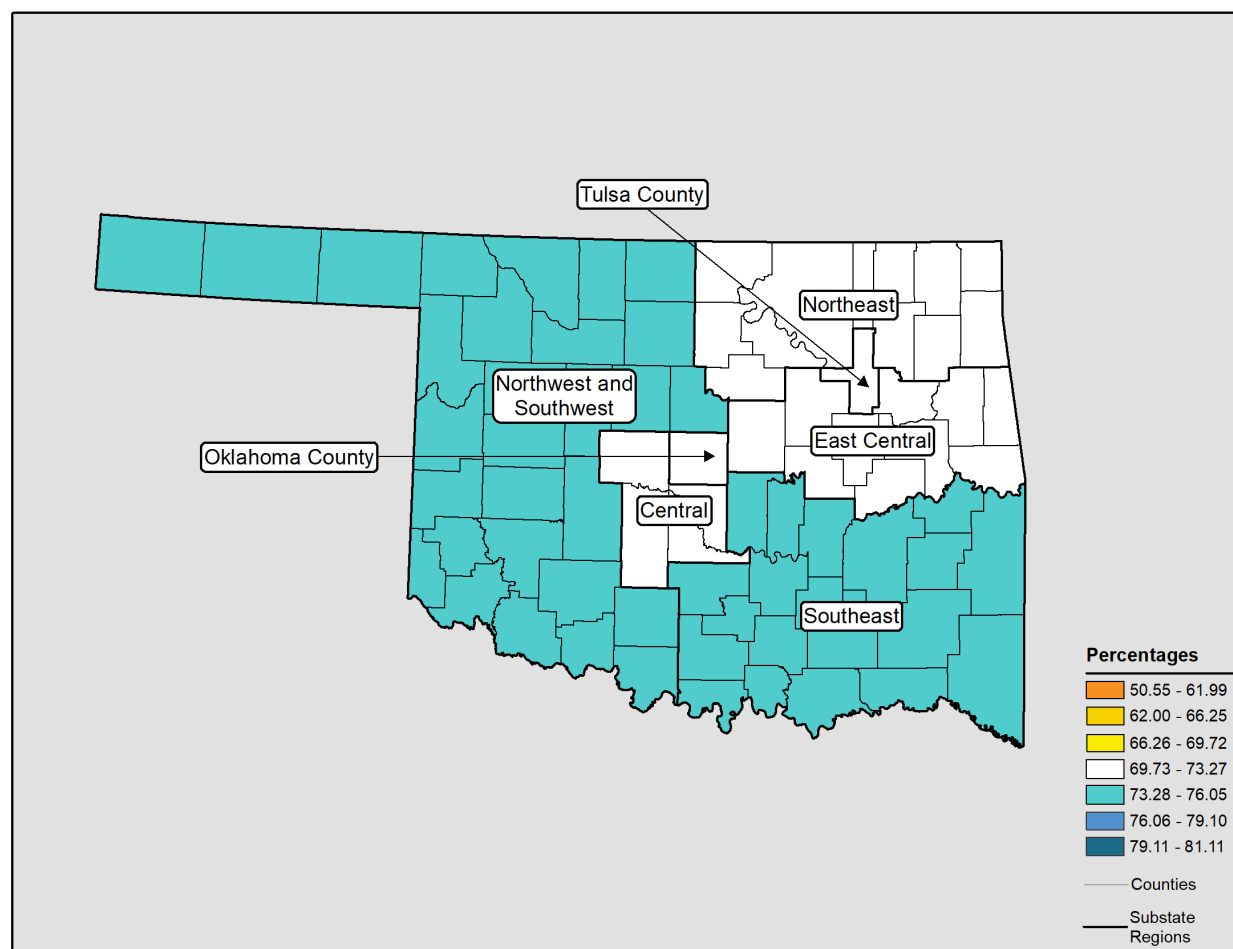 Tulsa County
Northeast
Northwest and
Southwest
East Central
Oklahoma County
Central
Southeast
Percentages
50.55 - 61.99
62.00 - 66.25
66.26 - 69.72
69.73 - 73.27
73.28 - 76.05
76.06 - 79.10
79.11 - 81.11
Counties
Substate
Regions